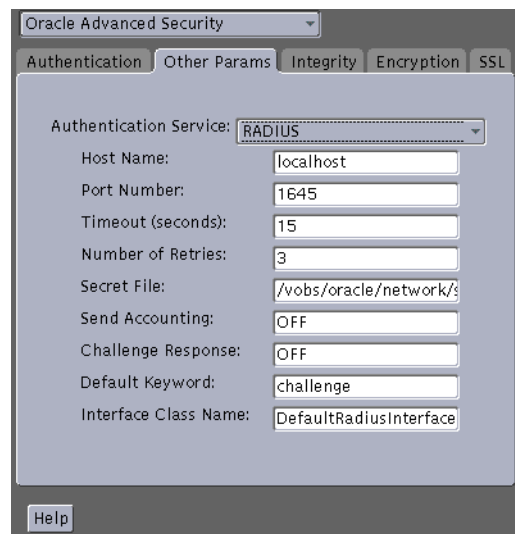 Oracle Advanced Security
Authentication Other Params Integrity Encryption SSL
Authentication Service: RADIUS
Host Name: localhost
Port Number: 1645
Timeout (seconds): 15
Number of Retries: 3
Secret File: /vobs/oracle/network/s
Send Accounting: OFF
Challenge Response: OFF
Default Keyword: challenge
Interface Class Name: DefaultRadiusInterface
Help